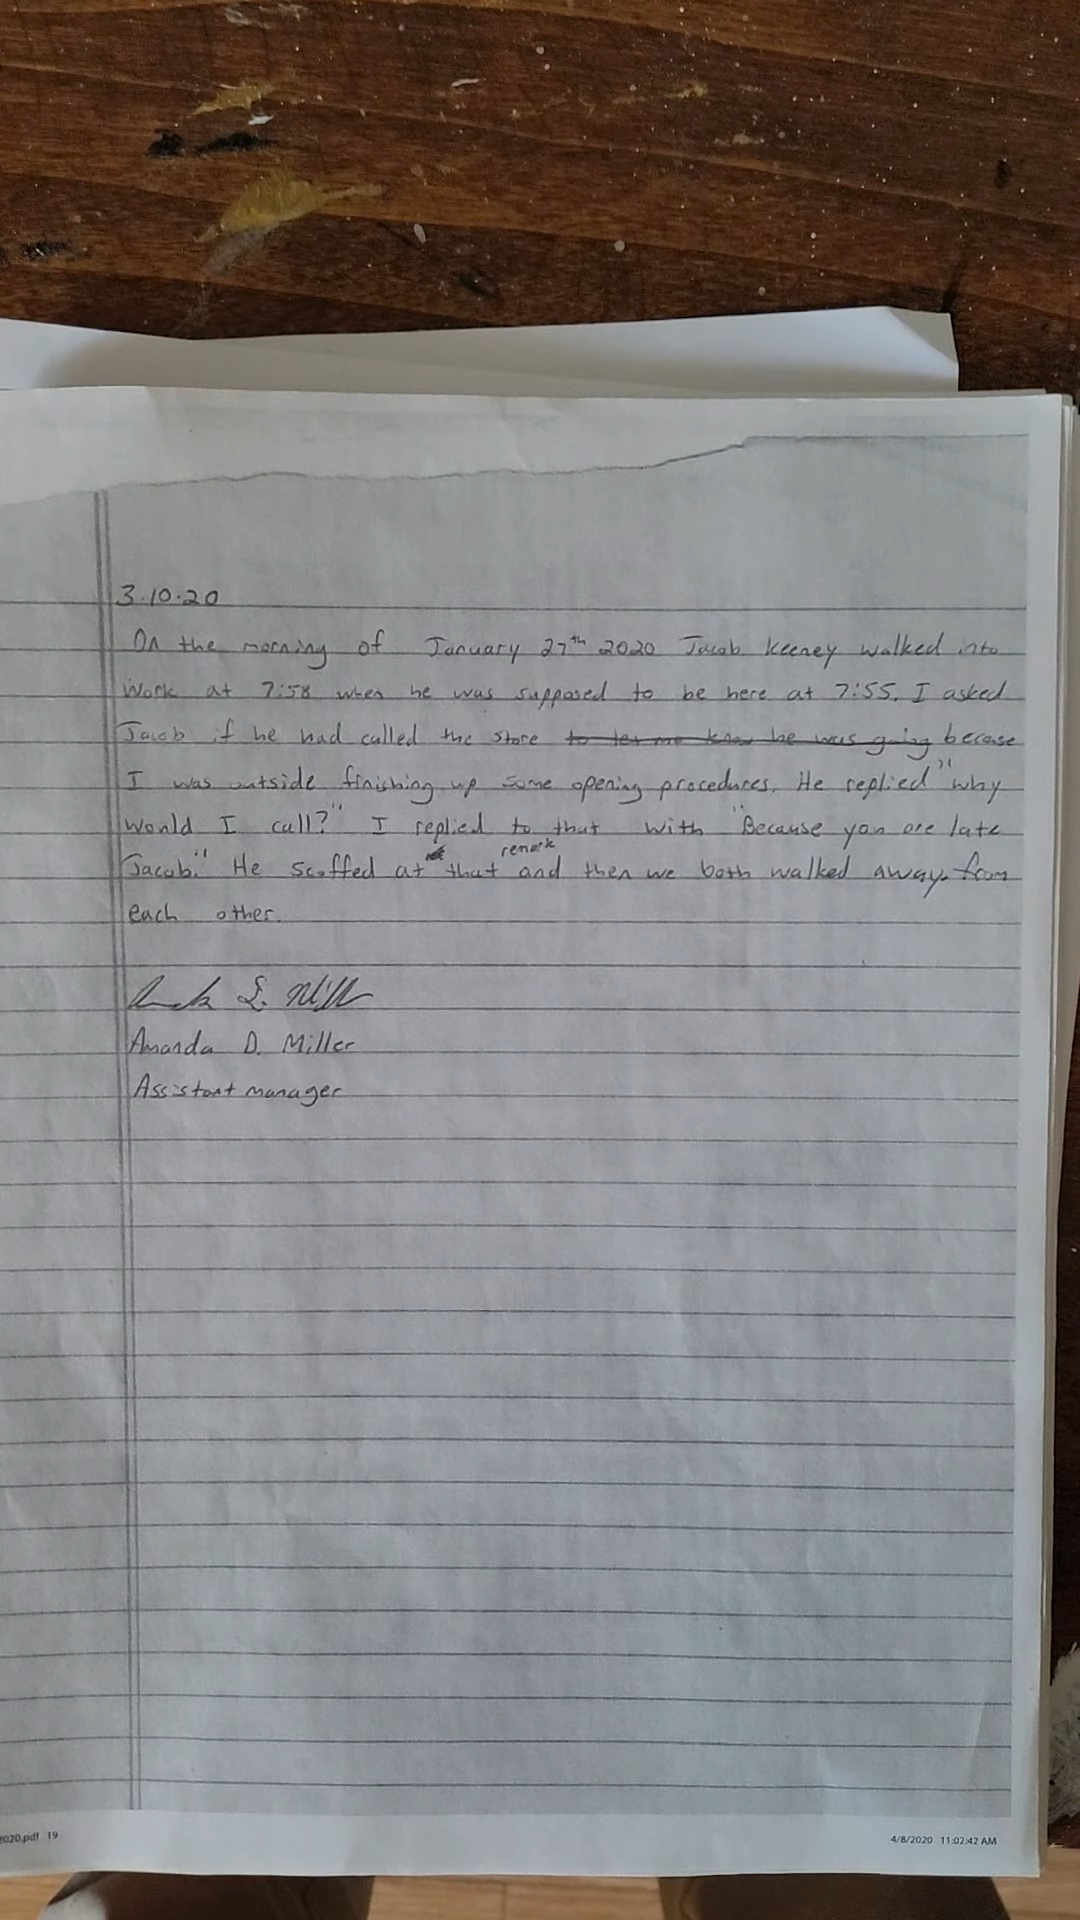 3.10.20
On the morning of January 27th 2020 Jacob Keeney walked into
work at 7:58 when he was supposed to be here at 7:55. I asked
Jacob if he had called the store to let me know he was going becease
I was outside finishing up some opening procedures. He replied "why
would I call?" I replied to that with "Because you are late
Jacob." He scoffed at that remark and then we both walked away from
each other.
Amanda D. Miller
Assistant manager
2020.pdf 19
4/8/2020 11:02:42 AM